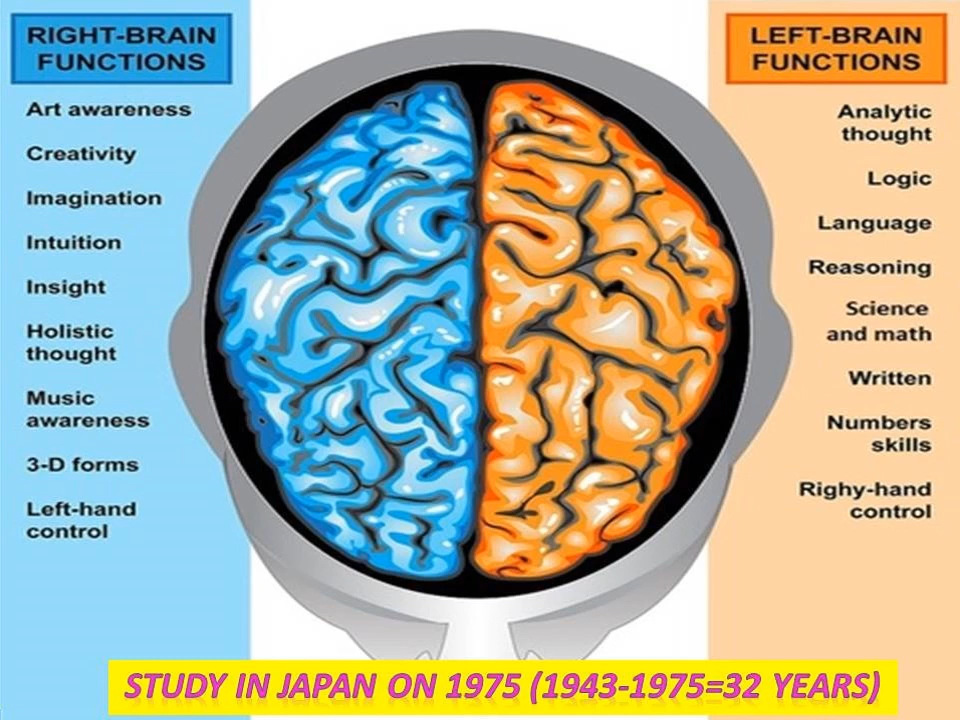 RIGHT-BRAIN
FUNCTIONS
Art awareness
Creativity
Imagination
Intuition
Insight
Holistic
thought
Music
awareness
3-D forms
Left-hand
control
LEFT-BRAIN
FUNCTIONS
Analytic
thought
Logic
Language
Reasoning
Science
and math
Written
Numbers
skills
Righy-hand
control
STUDY IN JAPAN ON 1975 (1943-1975=32 YEARS)